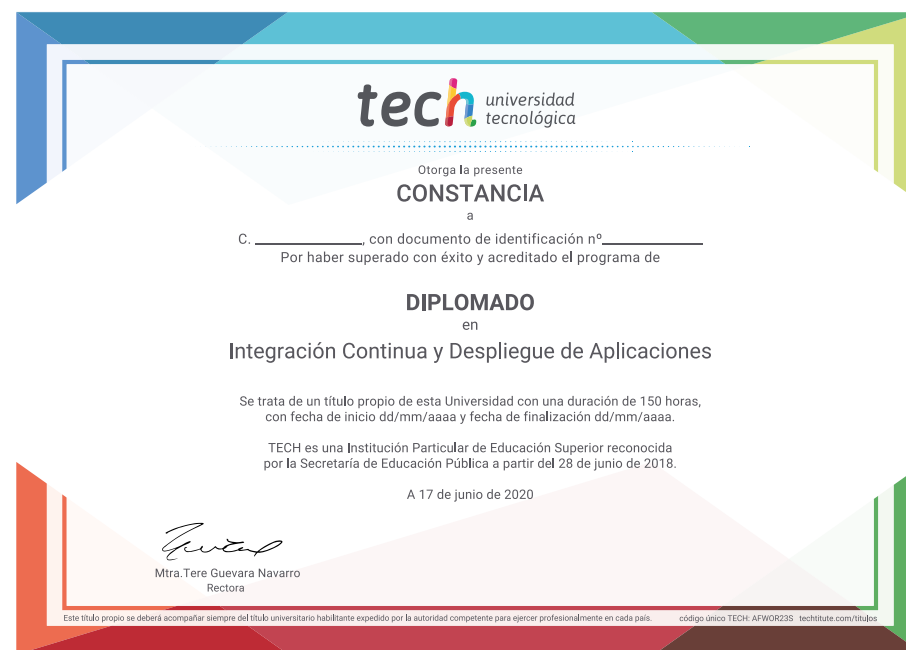 tech universidad
tecnológica
Otorga la presente
CONSTANCIA
a
C. ____________, con documento de identificación nº____________
Por haber superado con éxito y acreditado el programa de
DIPLOMADO
en
Integración Continua y Despliegue de Aplicaciones
Se trata de un título propio de esta Universidad con una duración de 150 horas,
con fecha de inicio dd/mm/aaaa y fecha de finalización dd/mm/aaaa.
TECH es una Institución Particular de Educación Superior reconocida
por la Secretaría de Educación Pública a partir del 28 de junio de 2018.
A 17 de junio de 2020
Mtra.Tere Guevara Navarro
Rectora
Este título propio se deberá acompañar siempre del título universitario habilitante expedido por la autoridad competente para ejercer profesionalmente en cada país. código único TECH: AFWOR23S techtitute.com/titulos